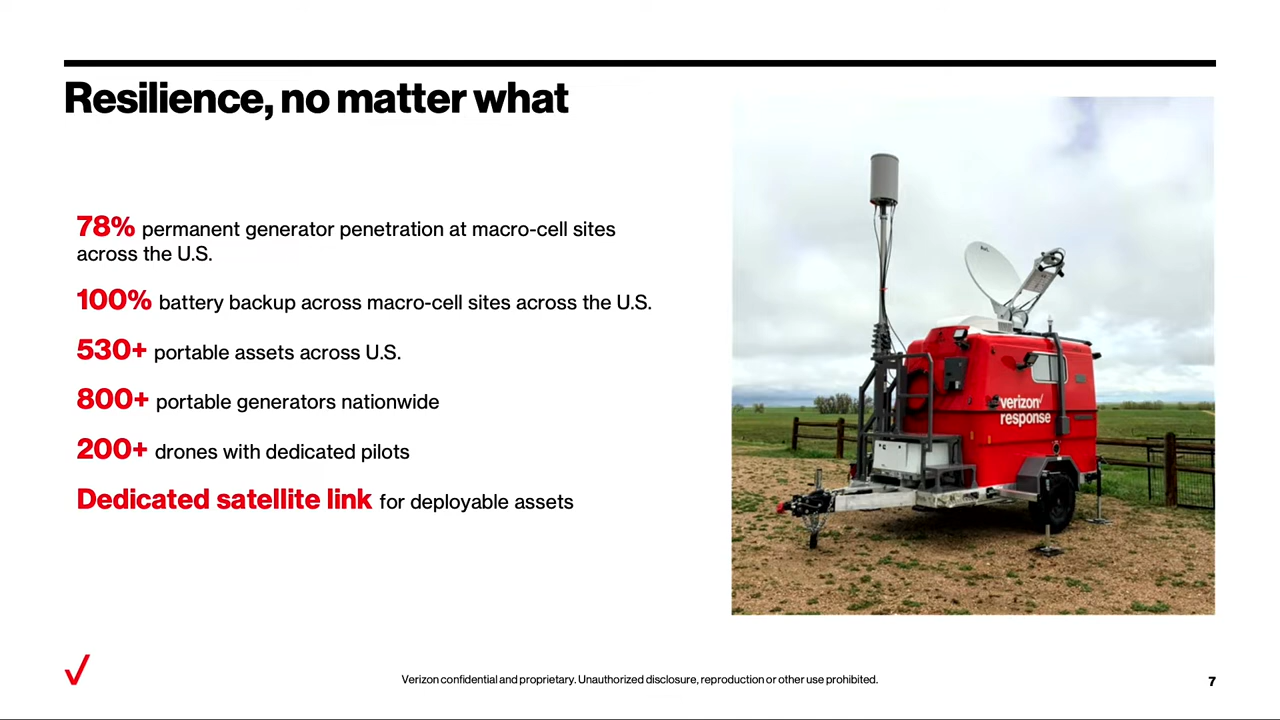 Resilience, no matter what
78% permanent generator penetration at macro-cell sites
across the U.S.
100% battery backup across macro-cell sites across the U.S.
530+ portable assets across U.S.
800+ portable generators nationwide
200+ drones with dedicated pilots
Dedicated satellite link for deployable assets
verizon
response
Verizon confidential and proprietary. Unauthorized disclosure, reproduction or other use prohibited.
7